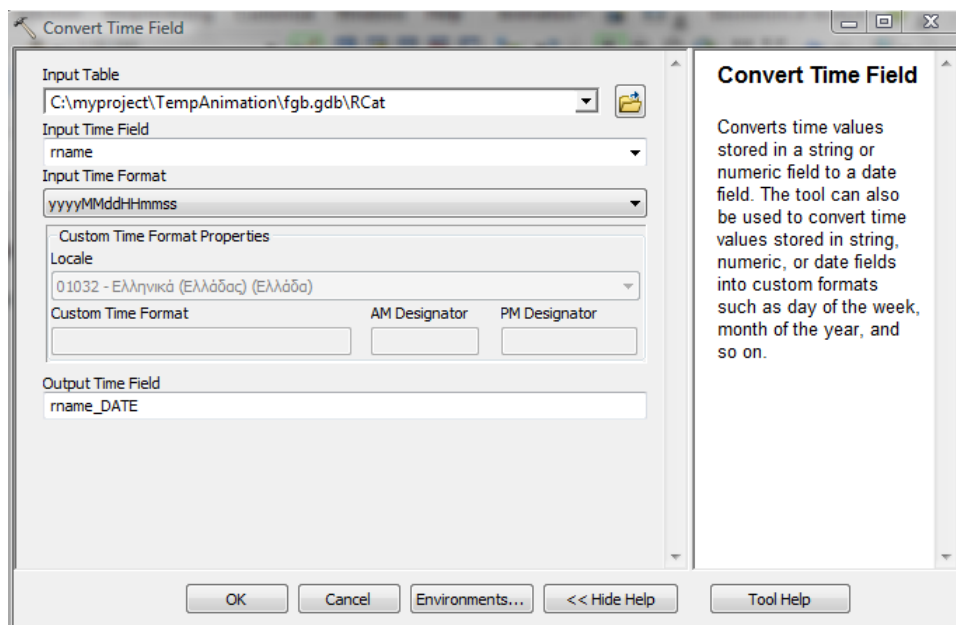 Convert Time Field
Input Table
C:\myproject\TempAnimation\fgb.gdb\RCat
Input Time Field
rname
Input Time Format
yyyyMMddHHmmss
Custom Time Format Properties
Locale
01032 - Ελληνικά (Ελλάδας) (Ελλάδα)
Custom Time Format AM Designator PM Designator
Output Time Field
rname_DATE
OK Cancel Environments... << Hide Help Tool Help
Convert Time Field
Converts time values
stored in a string or
numeric field to a date
field. The tool can also
be used to convert time
values stored in string,
numeric, or date fields
into custom formats
such as day of the week,
month of the year, and
so on.